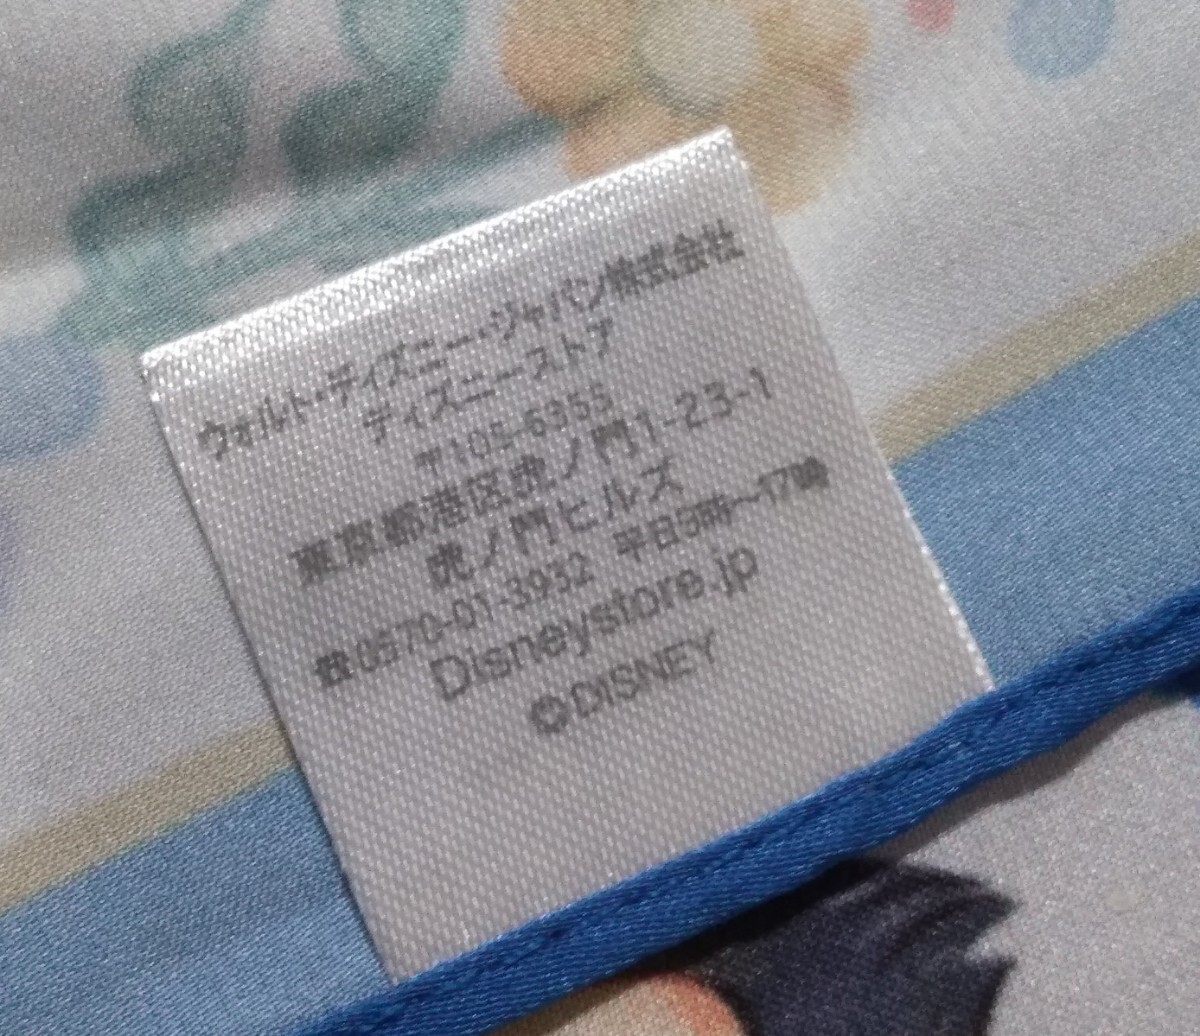 ウォルト・ディズニー・ジャパン株式会社
ディズニーストア
〒105-6355
東京都港区虎ノ門1-23-1
虎ノ門ヒルズ
☎0570-01-3932 平日9時〜17時
Disneystore.jp
©DISNEY